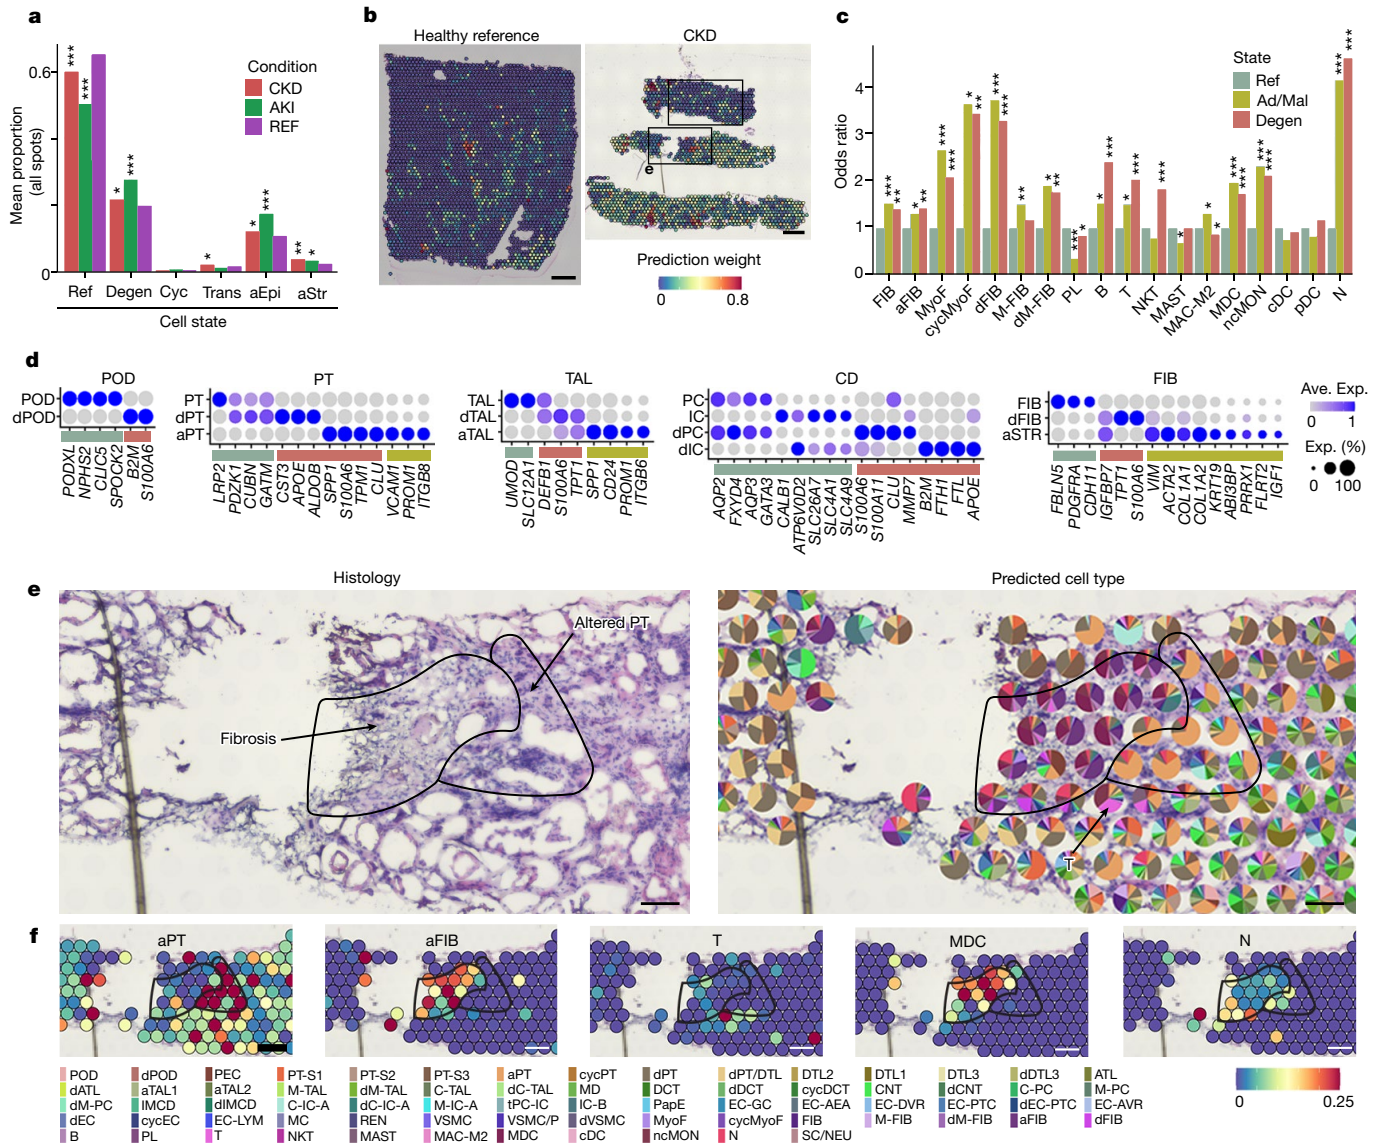 a
Mean proportion
(all spots)
0.6
0
***
***
*
***
*
*
***
**
*
Condition
CKD
AKI
REF
Ref Degen Cyc Trans aEpi aStr
Cell state
b
Healthy reference
CKD
e
Prediction weight
0 0.8
c
Odds ratio
4
3
2
1
0
State
Ref
Ad/Mal
Degen
FIB aFIB MyoF cycMyoF dFIB M-FIB dM-FIB PL B T NKT MAST MAC-M2 MDC ncMON cDC pDC N
d
POD
POD
dPOD
PODXL NPHS2 CLIC5 SPOCK2 B2M S100A6
PT
PT
dPT
aPT
LRP2 PDZK1 CUBN GATM CST3 APOE ALDOB SPP1 S100A6 TPM1 CLU VCAM1 PROM1 ITGB8
TAL
TAL
dTAL
aTAL
UMOD SLC12A1 DEFB1 S100A6 TPT1 SPP1 CD24 PROM1 ITGB6
CD
PC
IC
dPC
dIC
AQP2 FXYD4 AQP3 GATA3 CALB1 ATP6V0D2 SLC26A7 SLC4A1 SLC4A9 S100A6 S100A11 CLU MMP7 B2M FTH1 FTL APOE
FIB
FIB
dFIB
aSTR
FBLN5 PDGFRA CDH11 IGFBP7 TPT1 S100A6 VIM ACTA2 COL1A1 COL1A2 KRT19 ABI3BP PRRX1 FLRT2 IGF1
Ave. Exp.
0 1
Exp. (%)
0 100
e
Histology
Altered PT
Fibrosis
Predicted cell type
T
f
aPT
aFIB
T
MDC
N
POD dPOD PEC PT-S1 PT-S2 PT-S3 aPT cycPT dPT dPT/DTL DTL2 DTL1 DTL3 dDTL3 ATL
dATL aTAL1 aTAL2 M-TAL dM-TAL C-TAL dC-TAL MD DCT dDCT cycDCT CNT dCNT C-PC M-PC
dM-PC IMCD dIMCD C-IC-A dC-IC-A M-IC-A tPC-IC IC-B PapE EC-GC EC-AEA EC-DVR EC-PTC dEC-PTC EC-AVR
dEC cycEC EC-LYM MC REN VSMC VSMC/P dVSMC MyoF cycMyoF FIB M-FIB dM-FIB aFIB dFIB
B PL T NKT MAST MAC-M2 MDC cDC ncMON N SC/NEU
0 0.25